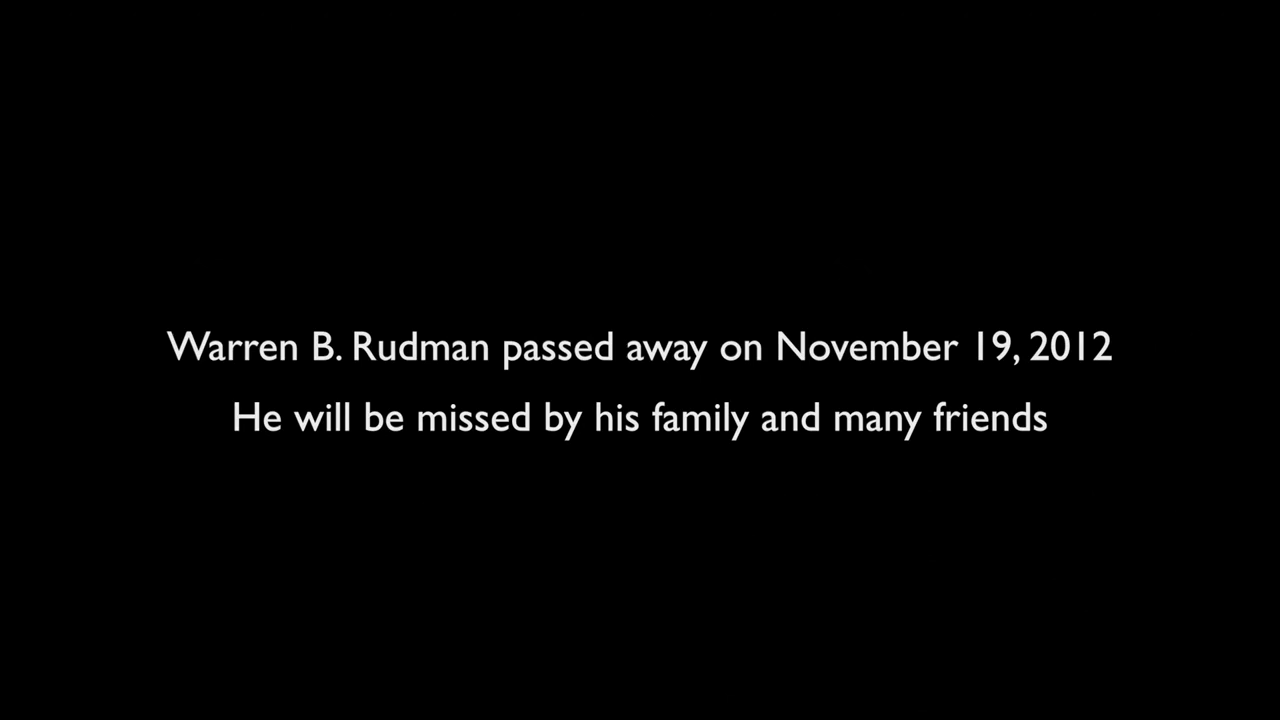 Warren B. Rudman passed away on November 19, 2012
He will be missed by his family and many friends